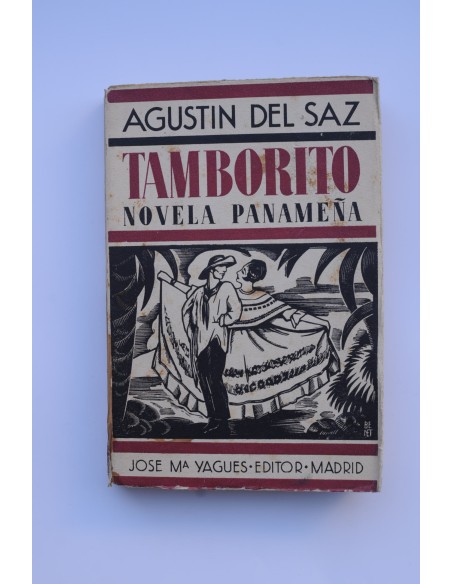 AGUSTIN DEL SAZ
TAMBORITO
NOVELA PANAMEÑA
JOSE Mª YAGUES·EDITOR·MADRID